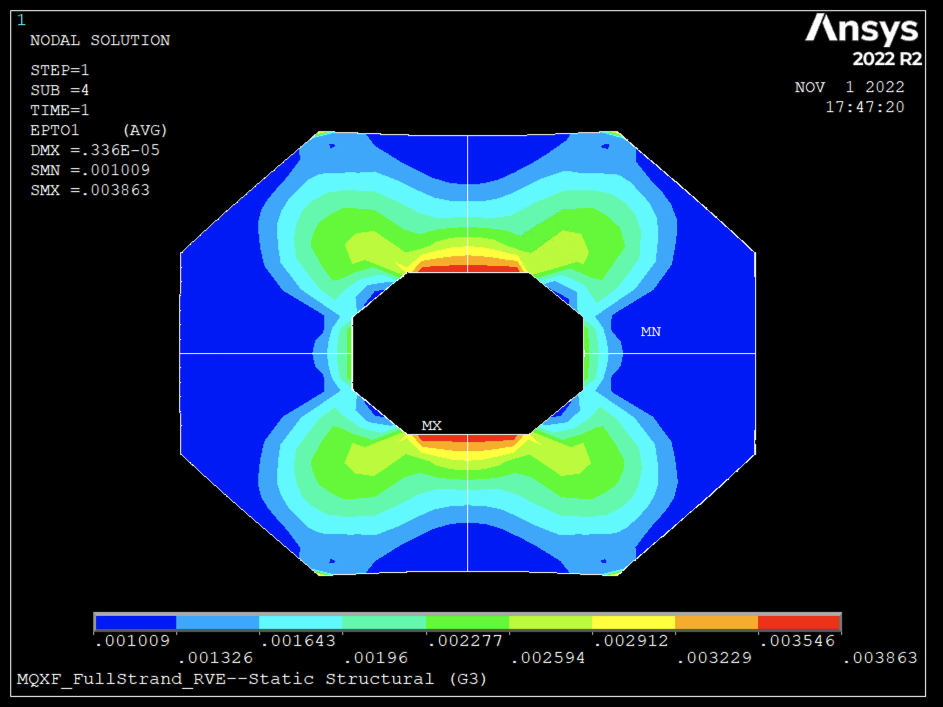 1
NODAL SOLUTION
STEP=1
SUB =4
TIME=1
EPTO1 (AVG)
DMX =.336E-05
SMN =.001009
SMX =.003863
Ansys
2022 R2
NOV 1 2022
17:47:20
MN
MX
.001009 .001643 .002277 .002912 .003546
.001326 .00196 .002594 .003229 .003863
MQXF_FullStrand_RVE--Static Structural (G3)